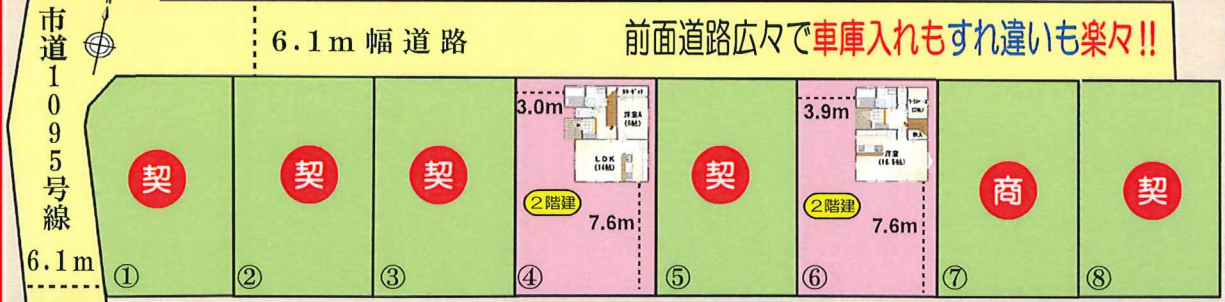 市道1095号線
6.1m
6.1m幅道路
前面道路広々で車庫入れもすれ違いも楽々!!
契
①
契
②
契
③
3.0m
洋室A
LDK
2階建
7.6m
④
契
⑤
3.9m
洋室
2階建
7.6m
⑥
商
⑦
契
⑧